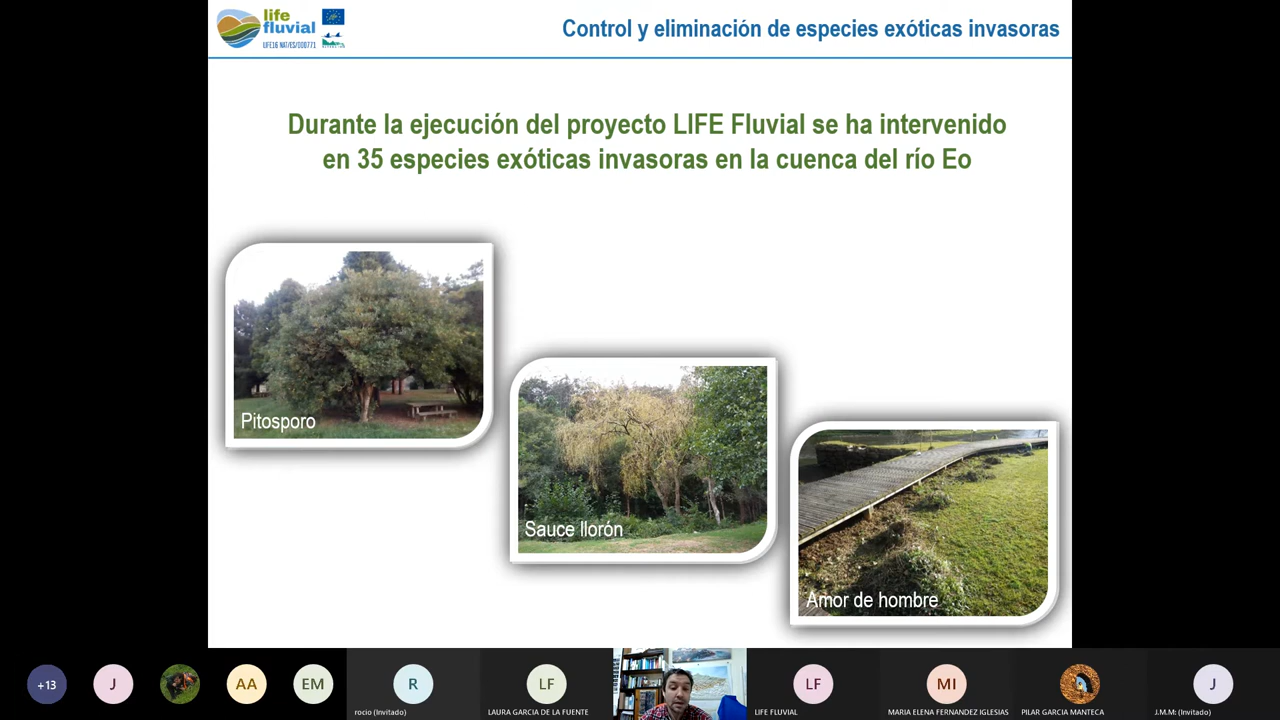 life
fluvial
LIFE16 NAT/ES/000771
Control y eliminación de especies exóticas invasoras
Durante la ejecución del proyecto LIFE Fluvial se ha intervenido
en 35 especies exóticas invasoras en la cuenca del río Eo
Pitosporo
Sauce llorón
Amor de hombre
+13
J
AA
EM
R
rocio (Invitado)
LF
LAURA GARCIA DE LA FUENTE
LF
LIFE FLUVIAL
MI
MARIA ELENA FERNANDEZ IGLESIAS
PILAR GARCIA MANTECA
J
J.M.M: (Invitado)